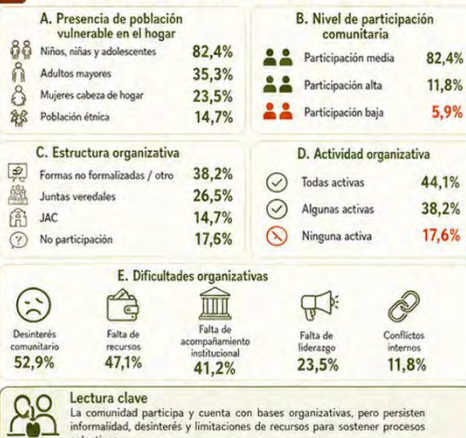 A. Presencia de población
vulnerable en el hogar
Niños, niñas y adolescentes 82,4%
Adultos mayores 35,3%
Mujeres cabeza de hogar 23,5%
Población étnica 14,7%
B. Nivel de participación
comunitaria
Participación media 82,4%
Participación alta 11,8%
Participación baja 5,9%
C. Estructura organizativa
Formas no formalizadas / otro 38,2%
Juntas veredales 26,5%
JAC 14,7%
No participación 17,6%
D. Actividad organizativa
Todas activas 44,1%
Algunas activas 38,2%
Ninguna activa 17,6%
E. Dificultades organizativas
Desinterés
comunitario
52,9%
Falta de
recursos
47,1%
Falta de
acompañamiento
institucional
41,2%
Falta de
liderazgo
23,5%
Conflictos
internos
11,8%
Lectura clave
La comunidad participa y cuenta con bases organizativas, pero persisten
informalidad, desinterés y limitaciones de recursos para sostener procesos